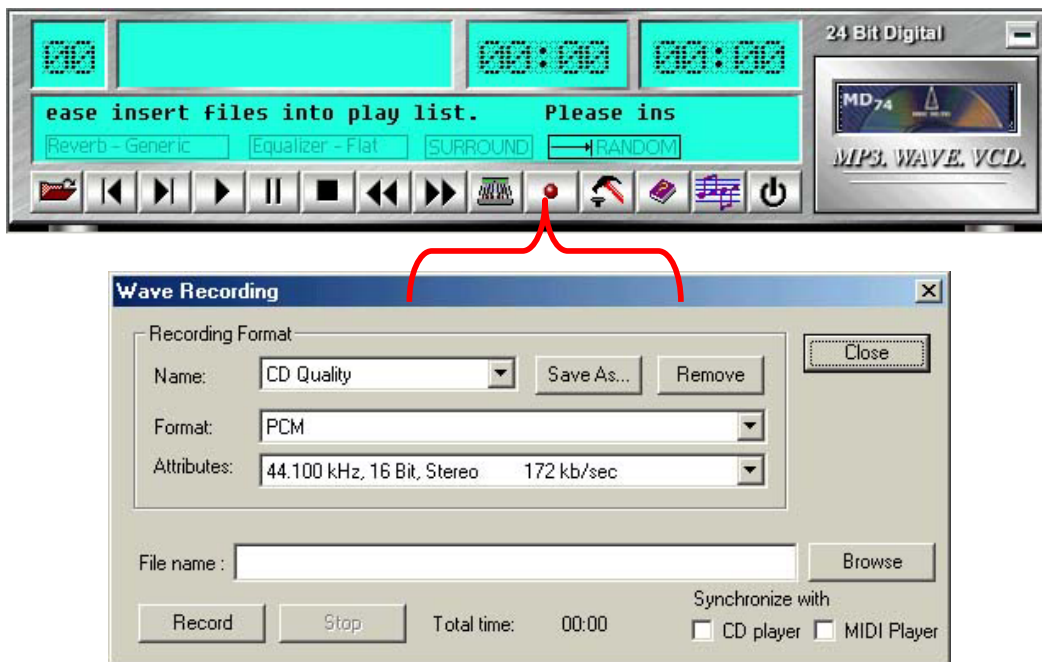 00 00:00 00:00 24 Bit Digital
ease insert files into play list. Please ins
Reverb - Generic Equalizer - Flat SURROUND RANDOM
MD74
MP3. WAVE. VCD.
Wave Recording
Recording Format
Close
Name: CD Quality Save As... Remove
Format: PCM
Attributes: 44.100 kHz, 16 Bit, Stereo 172 kb/sec
File name : Browse
Synchronize with
Record Stop Total time: 00:00 CD player MIDI Player